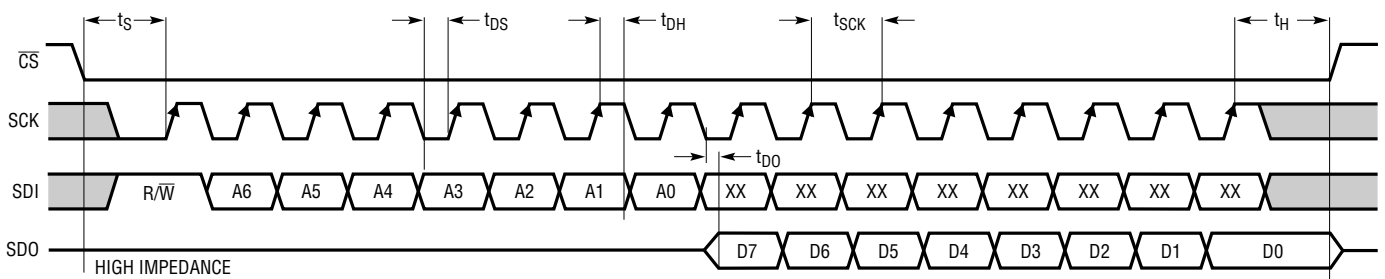 tS tDS tDH tSCK tH
CS
SCK
tDO
SDI R/W A6 A5 A4 A3 A2 A1 A0 XX XX XX XX XX XX XX XX
SDO D7 D6 D5 D4 D3 D2 D1 D0
HIGH IMPEDANCE